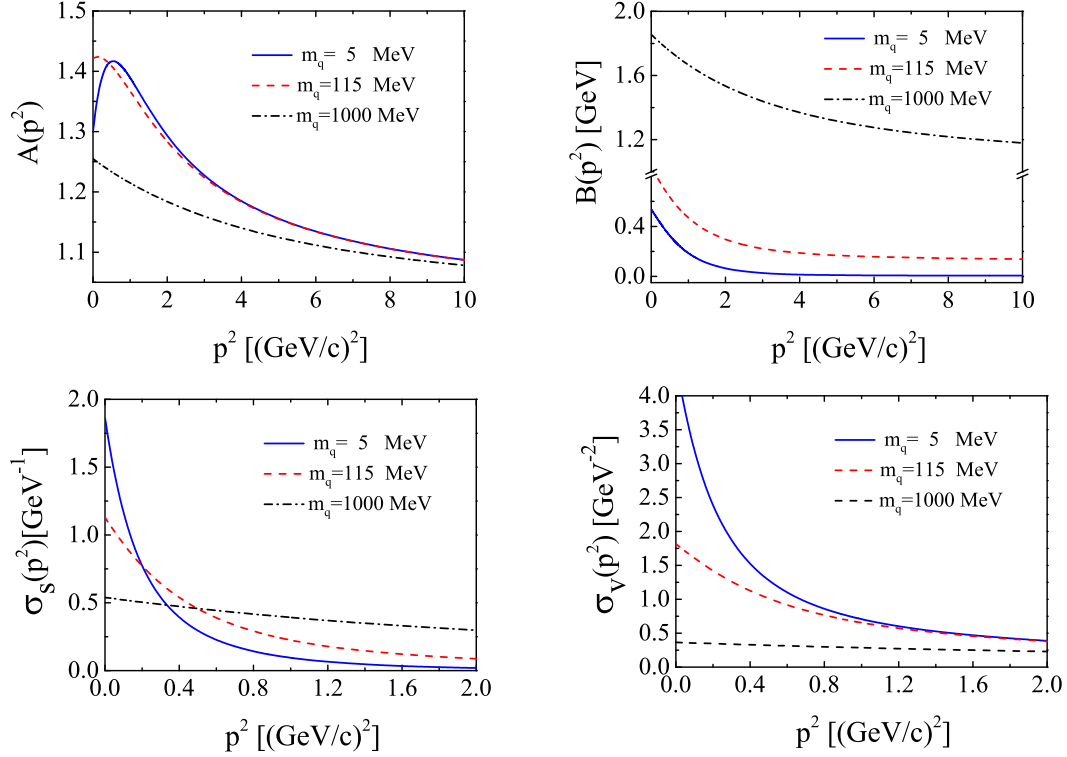 1.5
1.4
1.3
1.2
1.1
A(p²)
m_q= 5 MeV
m_q=115 MeV
m_q=1000 MeV
0 2 4 6 8 10
p² [(GeV/c)²]
2.0
1.6
1.2
0.4
0.0
B(p²) [GeV]
m_q= 5 MeV
m_q=115 MeV
m_q=1000 MeV
0 2 4 6 8 10
p² [(GeV/c)²]
2.0
1.5
1.0
0.5
0.0
σ_S(p²)[GeV⁻¹]
m_q= 5 MeV
m_q=115 MeV
m_q=1000 MeV
0.0 0.4 0.8 1.2 1.6 2.0
p² [(GeV/c)²]
4.0
3.5
3.0
2.5
2.0
1.5
1.0
0.5
0.0
σ_V(p²) [GeV⁻²]
m_q= 5 MeV
m_q=115 MeV
m_q=1000 MeV
0.0 0.4 0.8 1.2 1.6 2.0
p² [(GeV/c)²]